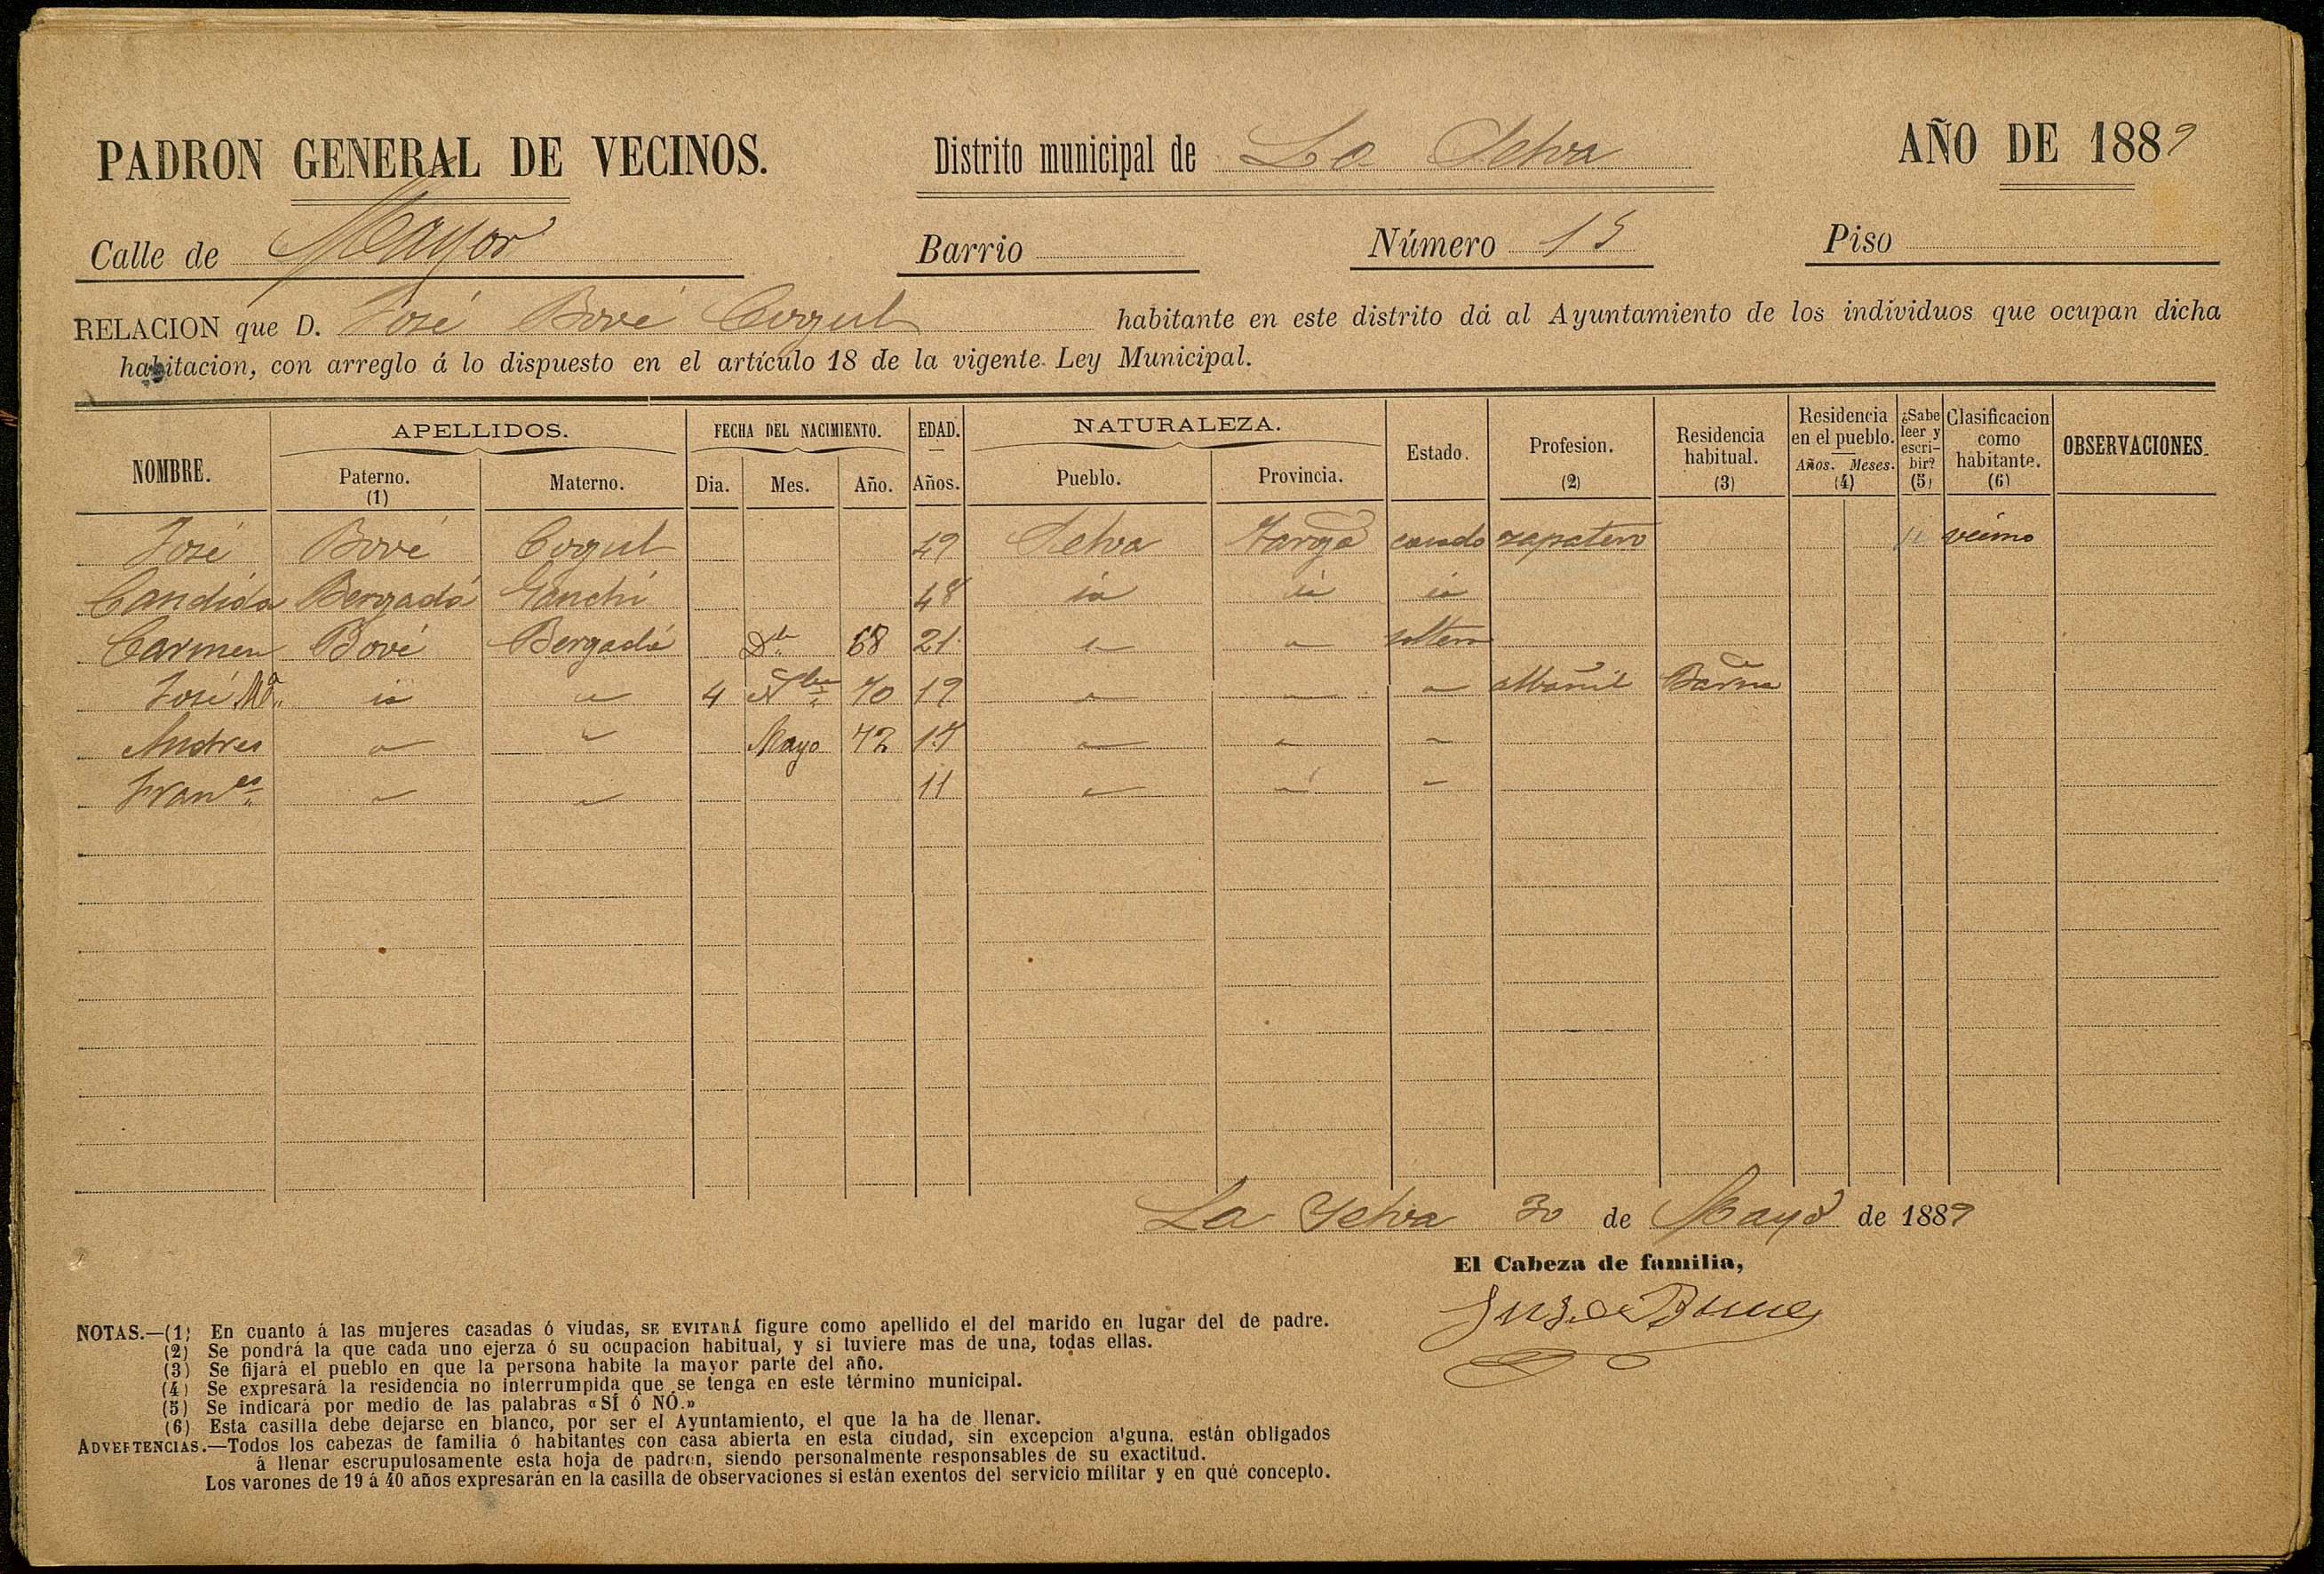 PADRON GENERAL DE VECINOS. Distrito municipal de La Selva AÑO DE 1889
Calle de Mayor Barrio Número 15 Piso
RELACION que D. José Bové Cogul habitante en este distrito dá al Ayuntamiento de los individuos que ocupan dicha
habitacion, con arreglo á lo dispuesto en el artículo 18 de la vigente Ley Municipal.
NOMBRE. APELLIDOS. FECHA DEL NACIMIENTO. EDAD. NATURALEZA. Estado. Profesion. (2) Residencia habitual. (3) Residencia en el pueblo. Años. Meses. (4) ¿Sabe leer y escribir? (5) Clasificacion como habitante. (6) OBSERVACIONES.
Paterno. (1) Materno. Dia. Mes. Año. Años. Pueblo. Provincia.
José Bové Cogul 49 Selva Tarrga casado zapatero si vecino
Candida Bergadá 48 id id id
Carmen Bové Bergadá Dre 68 21 " " soltera
José Ma. id " 4 Nbre 70 19 " " " albañil Barna
Andres " " Mayo 72 17 " " "
Franco " " 11 " " "
La Selva 30 de Mayo de 1889
El Cabeza de familia,
NOTAS.—(1) En cuanto á las mujeres casadas ó viudas, SE EVITARÁ figure como apellido el del marido en lugar del de padre.
(2) Se pondrá la que cada uno ejerza ó su ocupacion habitual, y si tuviere mas de una, todas ellas.
(3) Se fijará el pueblo en que la persona habite la mayor parte del año.
(4) Se expresará la residencia no interrumpida que se tenga en este término municipal.
(5) Se indicará por medio de las palabras «SÍ ó NÓ.»
(6) Esta casilla debe dejarse en blanco, por ser el Ayuntamiento, el que la ha de llenar.
ADVERTENCIAS.—Todos los cabezas de familia ó habitantes con casa abierta en esta ciudad, sin excepcion alguna, están obligados
á llenar escrupulosamente esta hoja de padron, siendo personalmente responsables de su exactitud.
Los varones de 19 á 40 años expresarán en la casilla de observaciones si están exentos del servicio militar y en qué concepto.